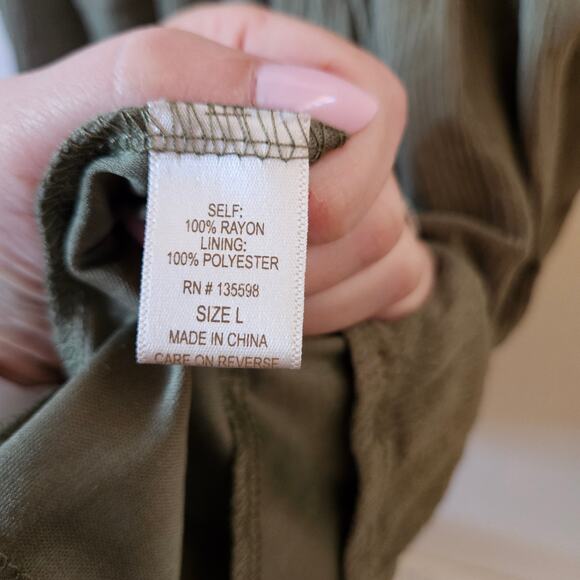 SELF:
100% RAYON
LINING:
100% POLYESTER
RN # 135598
SIZE L
MADE IN CHINA
CARE ON REVERSE